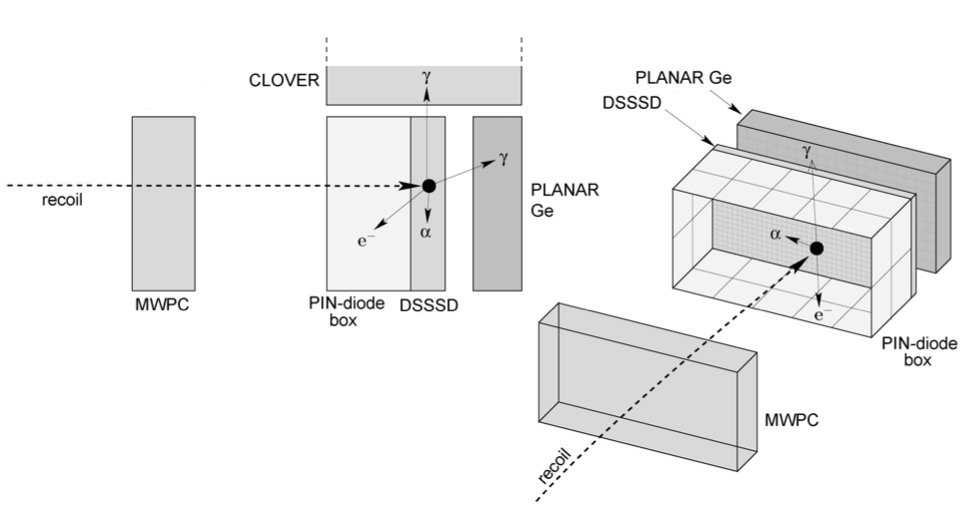 CLOVER
γ
recoil
MWPC
γ
e⁻
α
PIN-diode
box
DSSSD
PLANAR
Ge
PLANAR Ge
DSSSD
γ
α
e⁻
PIN-diode
box
MWPC
recoil